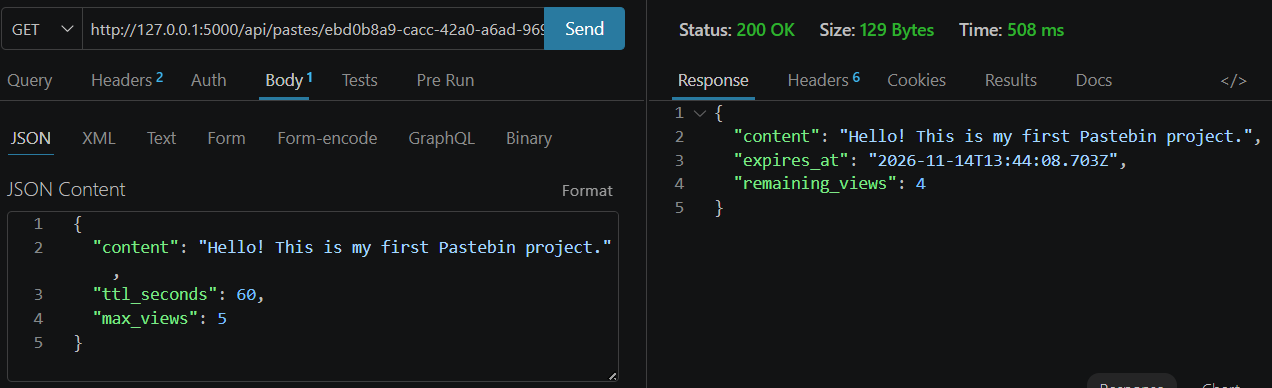 GET http://127.0.0.1:5000/api/pastes/ebd0b8a9-cacc-42a0-a6ad-969 Send
Query Headers 2 Auth Body 1 Tests Pre Run
JSON XML Text Form Form-encode GraphQL Binary
JSON Content Format
1 {
2 "content": "Hello! This is my first Pastebin project."
,
3 "ttl_seconds": 60,
4 "max_views": 5
5 }
Status: 200 OK Size: 129 Bytes Time: 508 ms
Response Headers 6 Cookies Results Docs </>
1 {
2 "content": "Hello! This is my first Pastebin project.",
3 "expires_at": "2026-11-14T13:44:08.703Z",
4 "remaining_views": 4
5 }
Response Chart